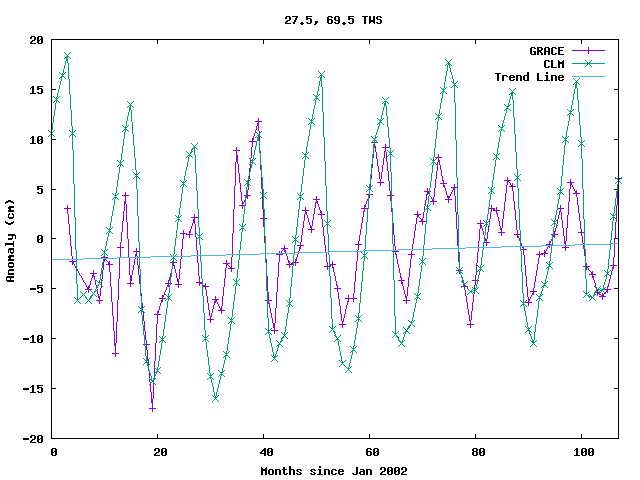 27.5, 69.5 TWS
GRACE
CLM
Trend Line
20
15
10
5
0
-5
-10
-15
-20
Anomaly (cm)
0 20 40 60 80 100
Months since Jan 2002